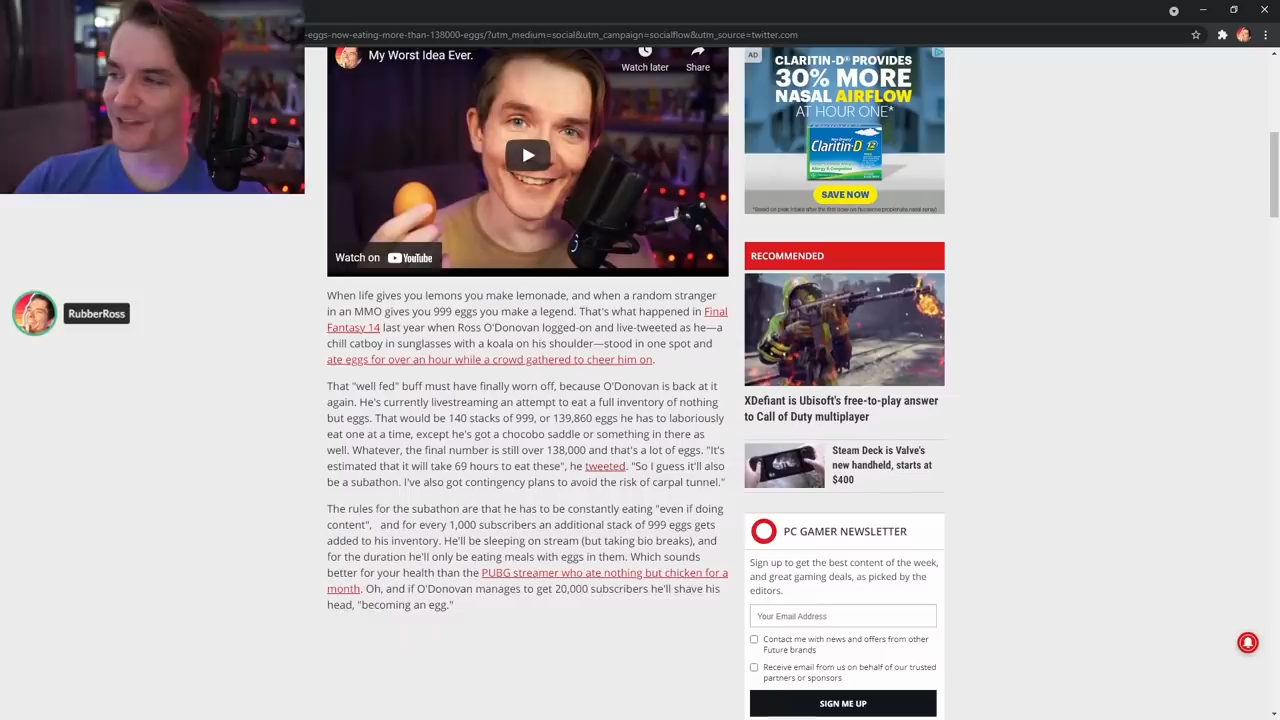 -eggs-now-eating-more-than-138000-eggs/?utm_medium=social&utm_campaign=socialflow&utm_source=twitter.com
My Worst Idea Ever.
Watch later
Share
Watch on YouTube
RubberRoss
When life gives you lemons you make lemonade, and when a random stranger
in an MMO gives you 999 eggs you make a legend. That's what happened in Final
Fantasy 14 last year when Ross O'Donovan logged-on and live-tweeted as he—a
chill catboy in sunglasses with a koala on his shoulder—stood in one spot and
ate eggs for over an hour while a crowd gathered to cheer him on.
That "well fed" buff must have finally worn off, because O'Donovan is back at it
again. He's currently livestreaming an attempt to eat a full inventory of nothing
but eggs. That would be 140 stacks of 999, or 139,860 eggs he has to laboriously
eat one at a time, except he's got a chocobo saddle or something in there as
well. Whatever, the final number is still over 138,000 and that's a lot of eggs. "It's
estimated that it will take 69 hours to eat these", he tweeted. "So I guess it'll also
be a subathon. I've also got contingency plans to avoid the risk of carpal tunnel."
The rules for the subathon are that he has to be constantly eating "even if doing
content", and for every 1,000 subscribers an additional stack of 999 eggs gets
added to his inventory. He'll be sleeping on stream (but taking bio breaks), and
for the duration he'll only be eating meals with eggs in them. Which sounds
better for your health than the PUBG streamer who ate nothing but chicken for a
month. Oh, and if O'Donovan manages to get 20,000 subscribers he'll shave his
head, "becoming an egg."
AD
CLARITIN-D® PROVIDES
30% MORE
NASAL AIRFLOW
AT HOUR ONE*
Claritin-D
12
SAVE NOW
RECOMMENDED
XDefiant is Ubisoft's free-to-play answer
to Call of Duty multiplayer
Steam Deck is Valve's
new handheld, starts at
$400
PC GAMER NEWSLETTER
Sign up to get the best content of the week,
and great gaming deals, as picked by the
editors.
Your Email Address
Contact me with news and offers from other
Future brands
Receive email from us on behalf of our trusted
partners or sponsors
SIGN ME UP